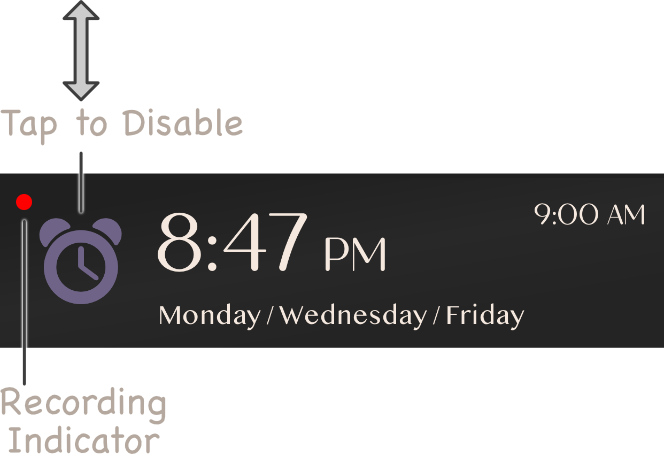 Tap to Disable
9:00 AM
8:47 PM
Monday / Wednesday / Friday
Recording
Indicator